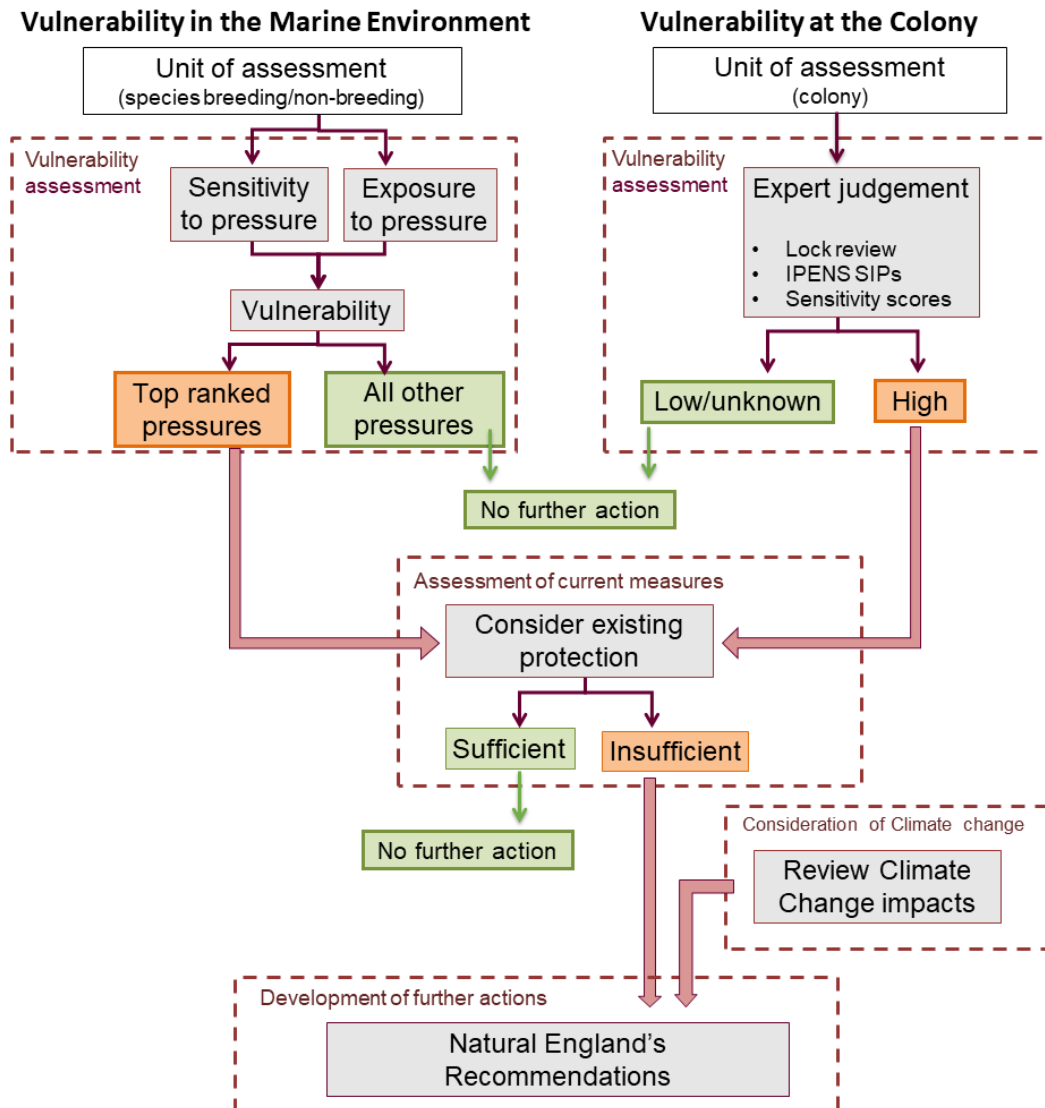 Vulnerability in the Marine Environment
Unit of assessment
(species breeding/non-breeding)
Vulnerability
assessment
Sensitivity
to pressure
Exposure
to pressure
Vulnerability
Top ranked
pressures
All other
pressures
Vulnerability at the Colony
Unit of assessment
(colony)
Vulnerability
assessment
Expert judgement
• Lock review
• IPENS SIPs
• Sensitivity scores
Low/unknown
High
No further action
Assessment of current measures
Consider existing
protection
Sufficient
Insufficient
No further action
Consideration of Climate change
Review Climate
Change impacts
Development of further actions
Natural England's
Recommendations